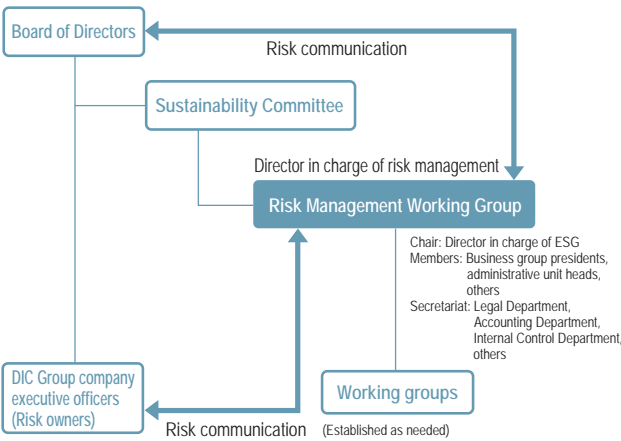 Board of Directors
Risk communication
Sustainability Committee
Director in charge of risk management
Risk Management Working Group
Chair: Director in charge of ESG
Members: Business group presidents,
administrative unit heads,
others
Secretariat: Legal Department,
Accounting Department,
Internal Control Department,
others
DIC Group company
executive officers
(Risk owners)
Working groups
Risk communication
(Established as needed)